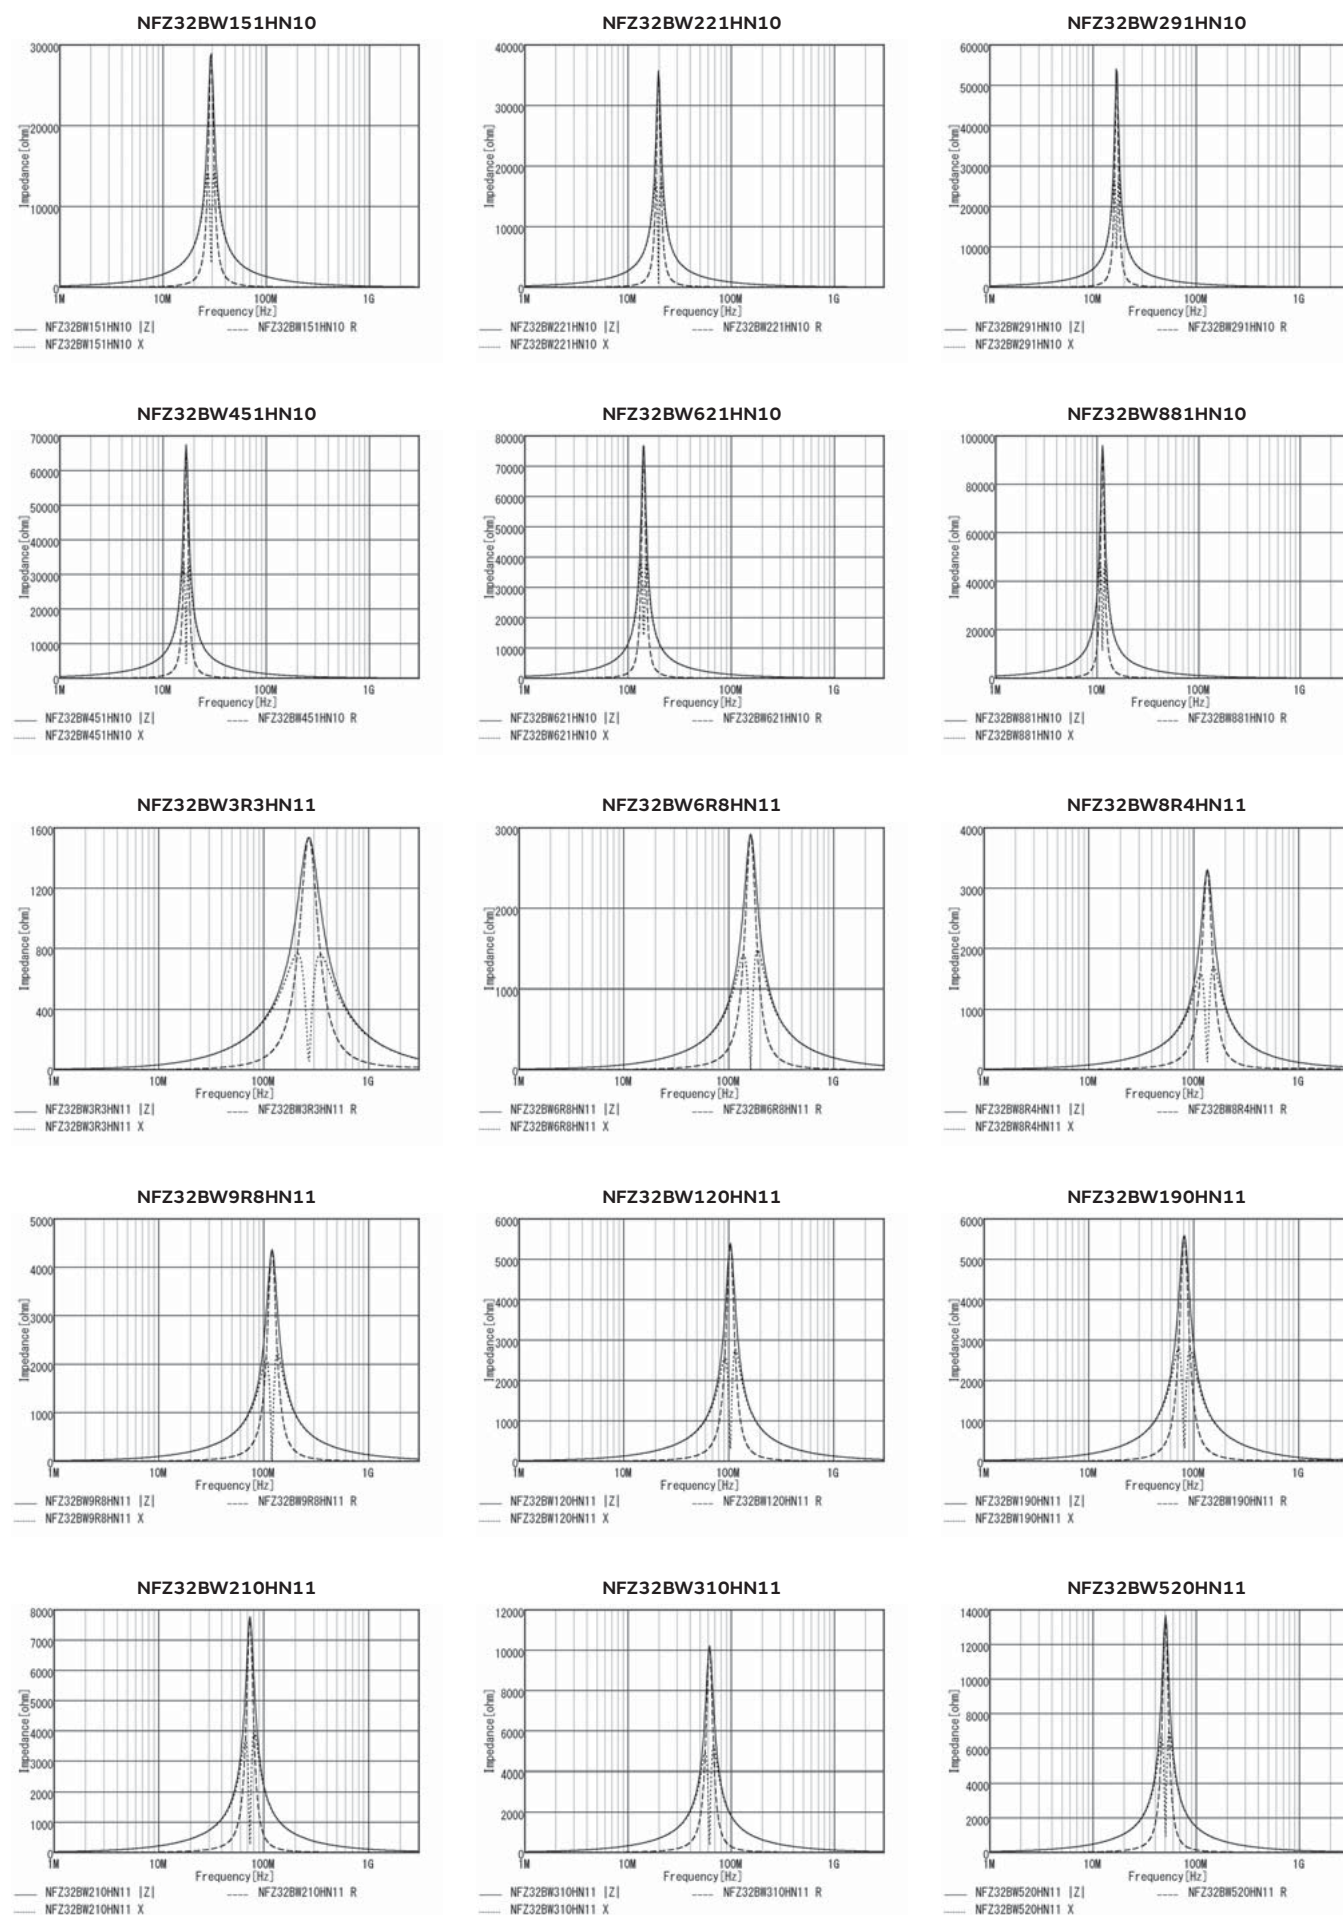 NFZ32BW151HN10
30000
20000
10000
0
Impedance[ohm]
1M 10M 100M 1G
Frequency[Hz]
NFZ32BW151HN10 |Z| NFZ32BW151HN10 R
NFZ32BW151HN10 X
NFZ32BW221HN10
40000
30000
20000
10000
0
Impedance[ohm]
1M 10M 100M 1G
Frequency[Hz]
NFZ32BW221HN10 |Z| NFZ32BW221HN10 R
NFZ32BW221HN10 X
NFZ32BW291HN10
60000
50000
40000
30000
20000
10000
0
Impedance[ohm]
1M 10M 100M 1G
Frequency[Hz]
NFZ32BW291HN10 |Z| NFZ32BW291HN10 R
NFZ32BW291HN10 X
NFZ32BW451HN10
70000
60000
50000
40000
30000
20000
10000
0
Impedance[ohm]
1M 10M 100M 1G
Frequency[Hz]
NFZ32BW451HN10 |Z| NFZ32BW451HN10 R
NFZ32BW451HN10 X
NFZ32BW621HN10
80000
70000
60000
50000
40000
30000
20000
10000
0
Impedance[ohm]
1M 10M 100M 1G
Frequency[Hz]
NFZ32BW621HN10 |Z| NFZ32BW621HN10 R
NFZ32BW621HN10 X
NFZ32BW881HN10
100000
80000
60000
40000
20000
0
Impedance[ohm]
1M 10M 100M 1G
Frequency[Hz]
NFZ32BW881HN10 |Z| NFZ32BW881HN10 R
NFZ32BW881HN10 X
NFZ32BW3R3HN11
1600
1200
800
400
0
Impedance[ohm]
1M 10M 100M 1G
Frequency[Hz]
NFZ32BW3R3HN11 |Z| NFZ32BW3R3HN11 R
NFZ32BW3R3HN11 X
NFZ32BW6R8HN11
3000
2000
1000
0
Impedance[ohm]
1M 10M 100M 1G
Frequency[Hz]
NFZ32BW6R8HN11 |Z| NFZ32BW6R8HN11 R
NFZ32BW6R8HN11 X
NFZ32BW8R4HN11
4000
3000
2000
1000
0
Impedance[ohm]
1M 10M 100M 1G
Frequency[Hz]
NFZ32BW8R4HN11 |Z| NFZ32BW8R4HN11 R
NFZ32BW8R4HN11 X
NFZ32BW9R8HN11
5000
4000
3000
2000
1000
0
Impedance[ohm]
1M 10M 100M 1G
Frequency[Hz]
NFZ32BW9R8HN11 |Z| NFZ32BW9R8HN11 R
NFZ32BW9R8HN11 X
NFZ32BW120HN11
6000
5000
4000
3000
2000
1000
0
Impedance[ohm]
1M 10M 100M 1G
Frequency[Hz]
NFZ32BW120HN11 |Z| NFZ32BW120HN11 R
NFZ32BW120HN11 X
NFZ32BW190HN11
6000
5000
4000
3000
2000
1000
0
Impedance[ohm]
1M 10M 100M 1G
Frequency[Hz]
NFZ32BW190HN11 |Z| NFZ32BW190HN11 R
NFZ32BW190HN11 X
NFZ32BW210HN11
8000
7000
6000
5000
4000
3000
2000
1000
0
Impedance[ohm]
1M 10M 100M 1G
Frequency[Hz]
NFZ32BW210HN11 |Z| NFZ32BW210HN11 R
NFZ32BW210HN11 X
NFZ32BW310HN11
12000
10000
8000
6000
4000
2000
0
Impedance[ohm]
1M 10M 100M 1G
Frequency[Hz]
NFZ32BW310HN11 |Z| NFZ32BW310HN11 R
NFZ32BW310HN11 X
NFZ32BW520HN11
14000
12000
10000
8000
6000
4000
2000
0
Impedance[ohm]
1M 10M 100M 1G
Frequency[Hz]
NFZ32BW520HN11 |Z| NFZ32BW520HN11 R
NFZ32BW520HN11 X